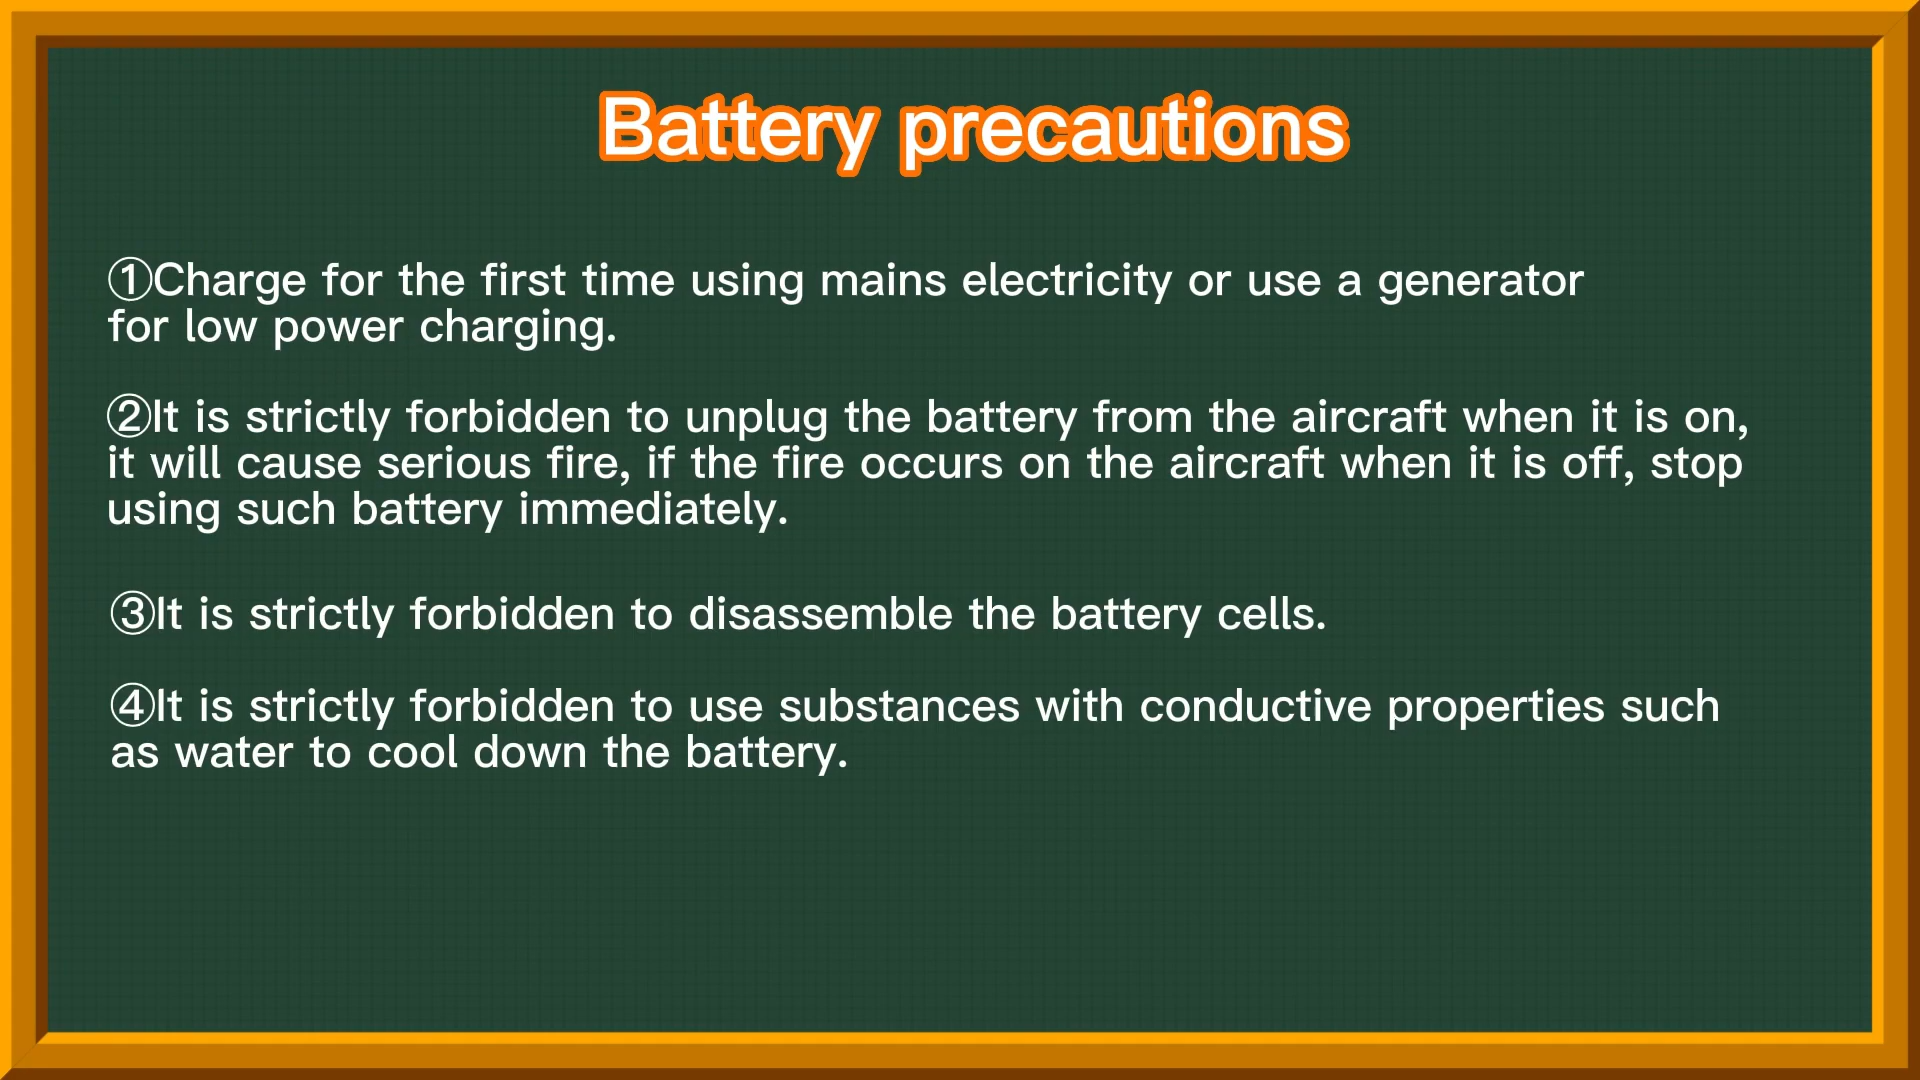 Battery precautions
①Charge for the first time using mains electricity or use a generator
for low power charging.
②It is strictly forbidden to unplug the battery from the aircraft when it is on,
it will cause serious fire, if the fire occurs on the aircraft when it is off, stop
using such battery immediately.
③It is strictly forbidden to disassemble the battery cells.
④It is strictly forbidden to use substances with conductive properties such
as water to cool down the battery.